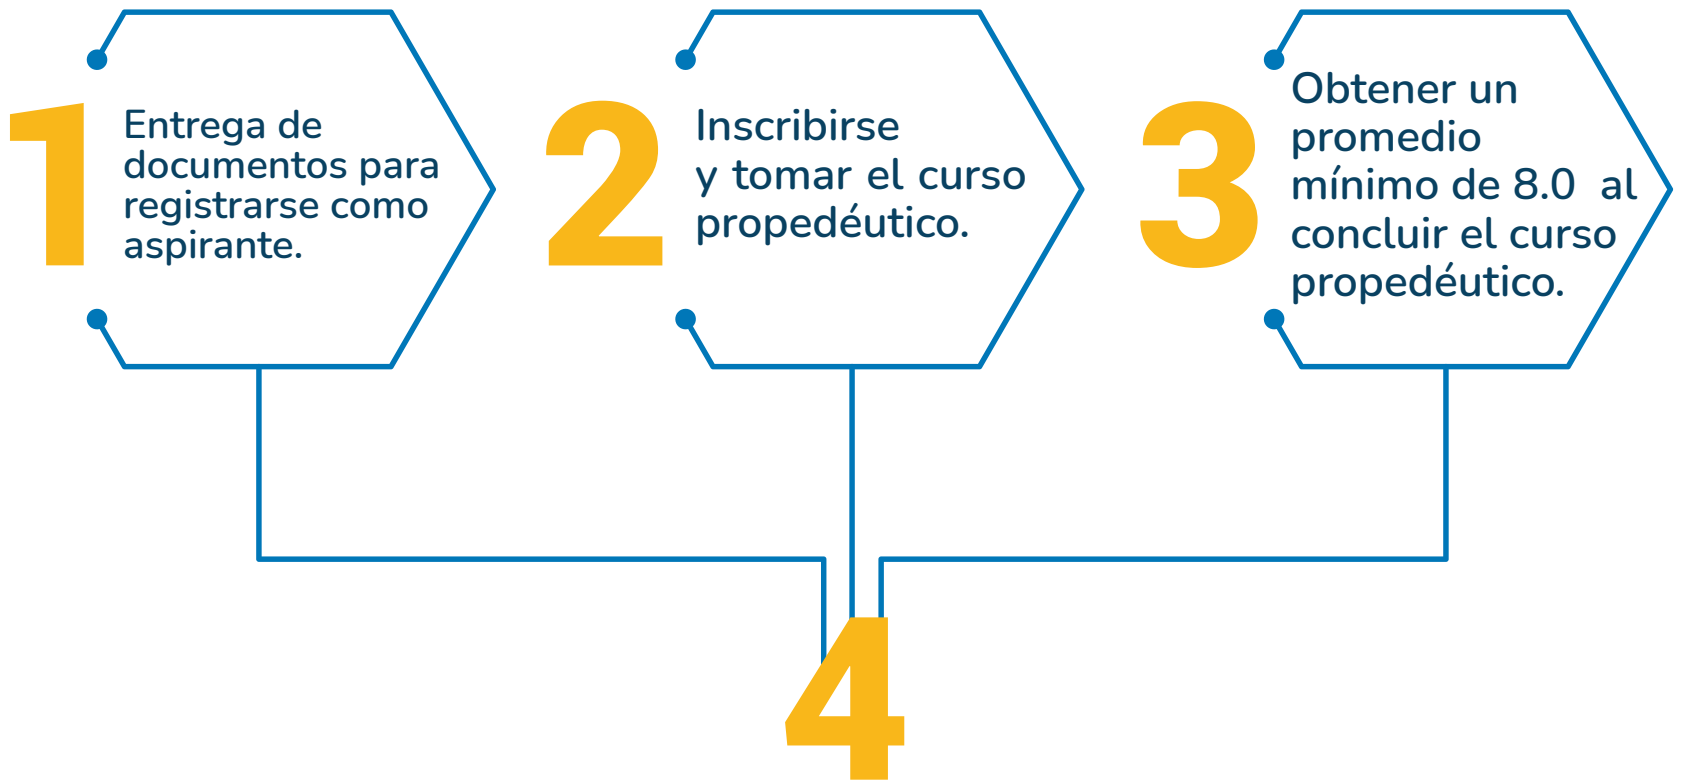 1
Entrega de
documentos para
registrarse como
aspirante.
2
Inscribirse
y tomar el curso
propedéutico.
3
Obtener un
promedio
mínimo de 8.0 al
concluir el curso
propedéutico.
4